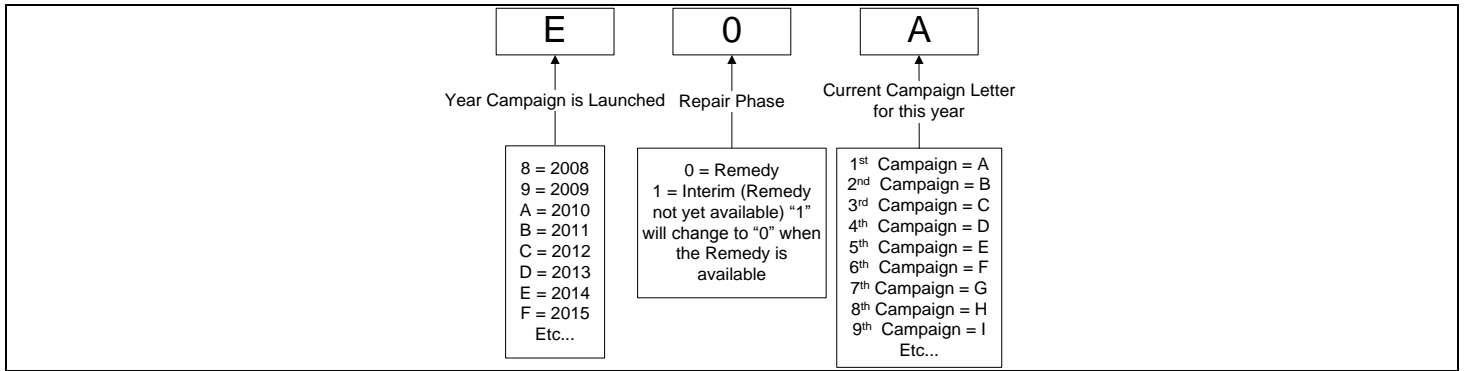 E 0 A
Year Campaign is Launched
Repair Phase
Current Campaign Letter
for this year
8 = 2008
9 = 2009
A = 2010
B = 2011
C = 2012
D = 2013
E = 2014
F = 2015
Etc...
0 = Remedy
1 = Interim (Remedy
not yet available) “1”
will change to “0” when
the Remedy is
available
1st Campaign = A
2nd Campaign = B
3rd Campaign = C
4th Campaign = D
5th Campaign = E
6th Campaign = F
7th Campaign = G
8th Campaign = H
9th Campaign = I
Etc...